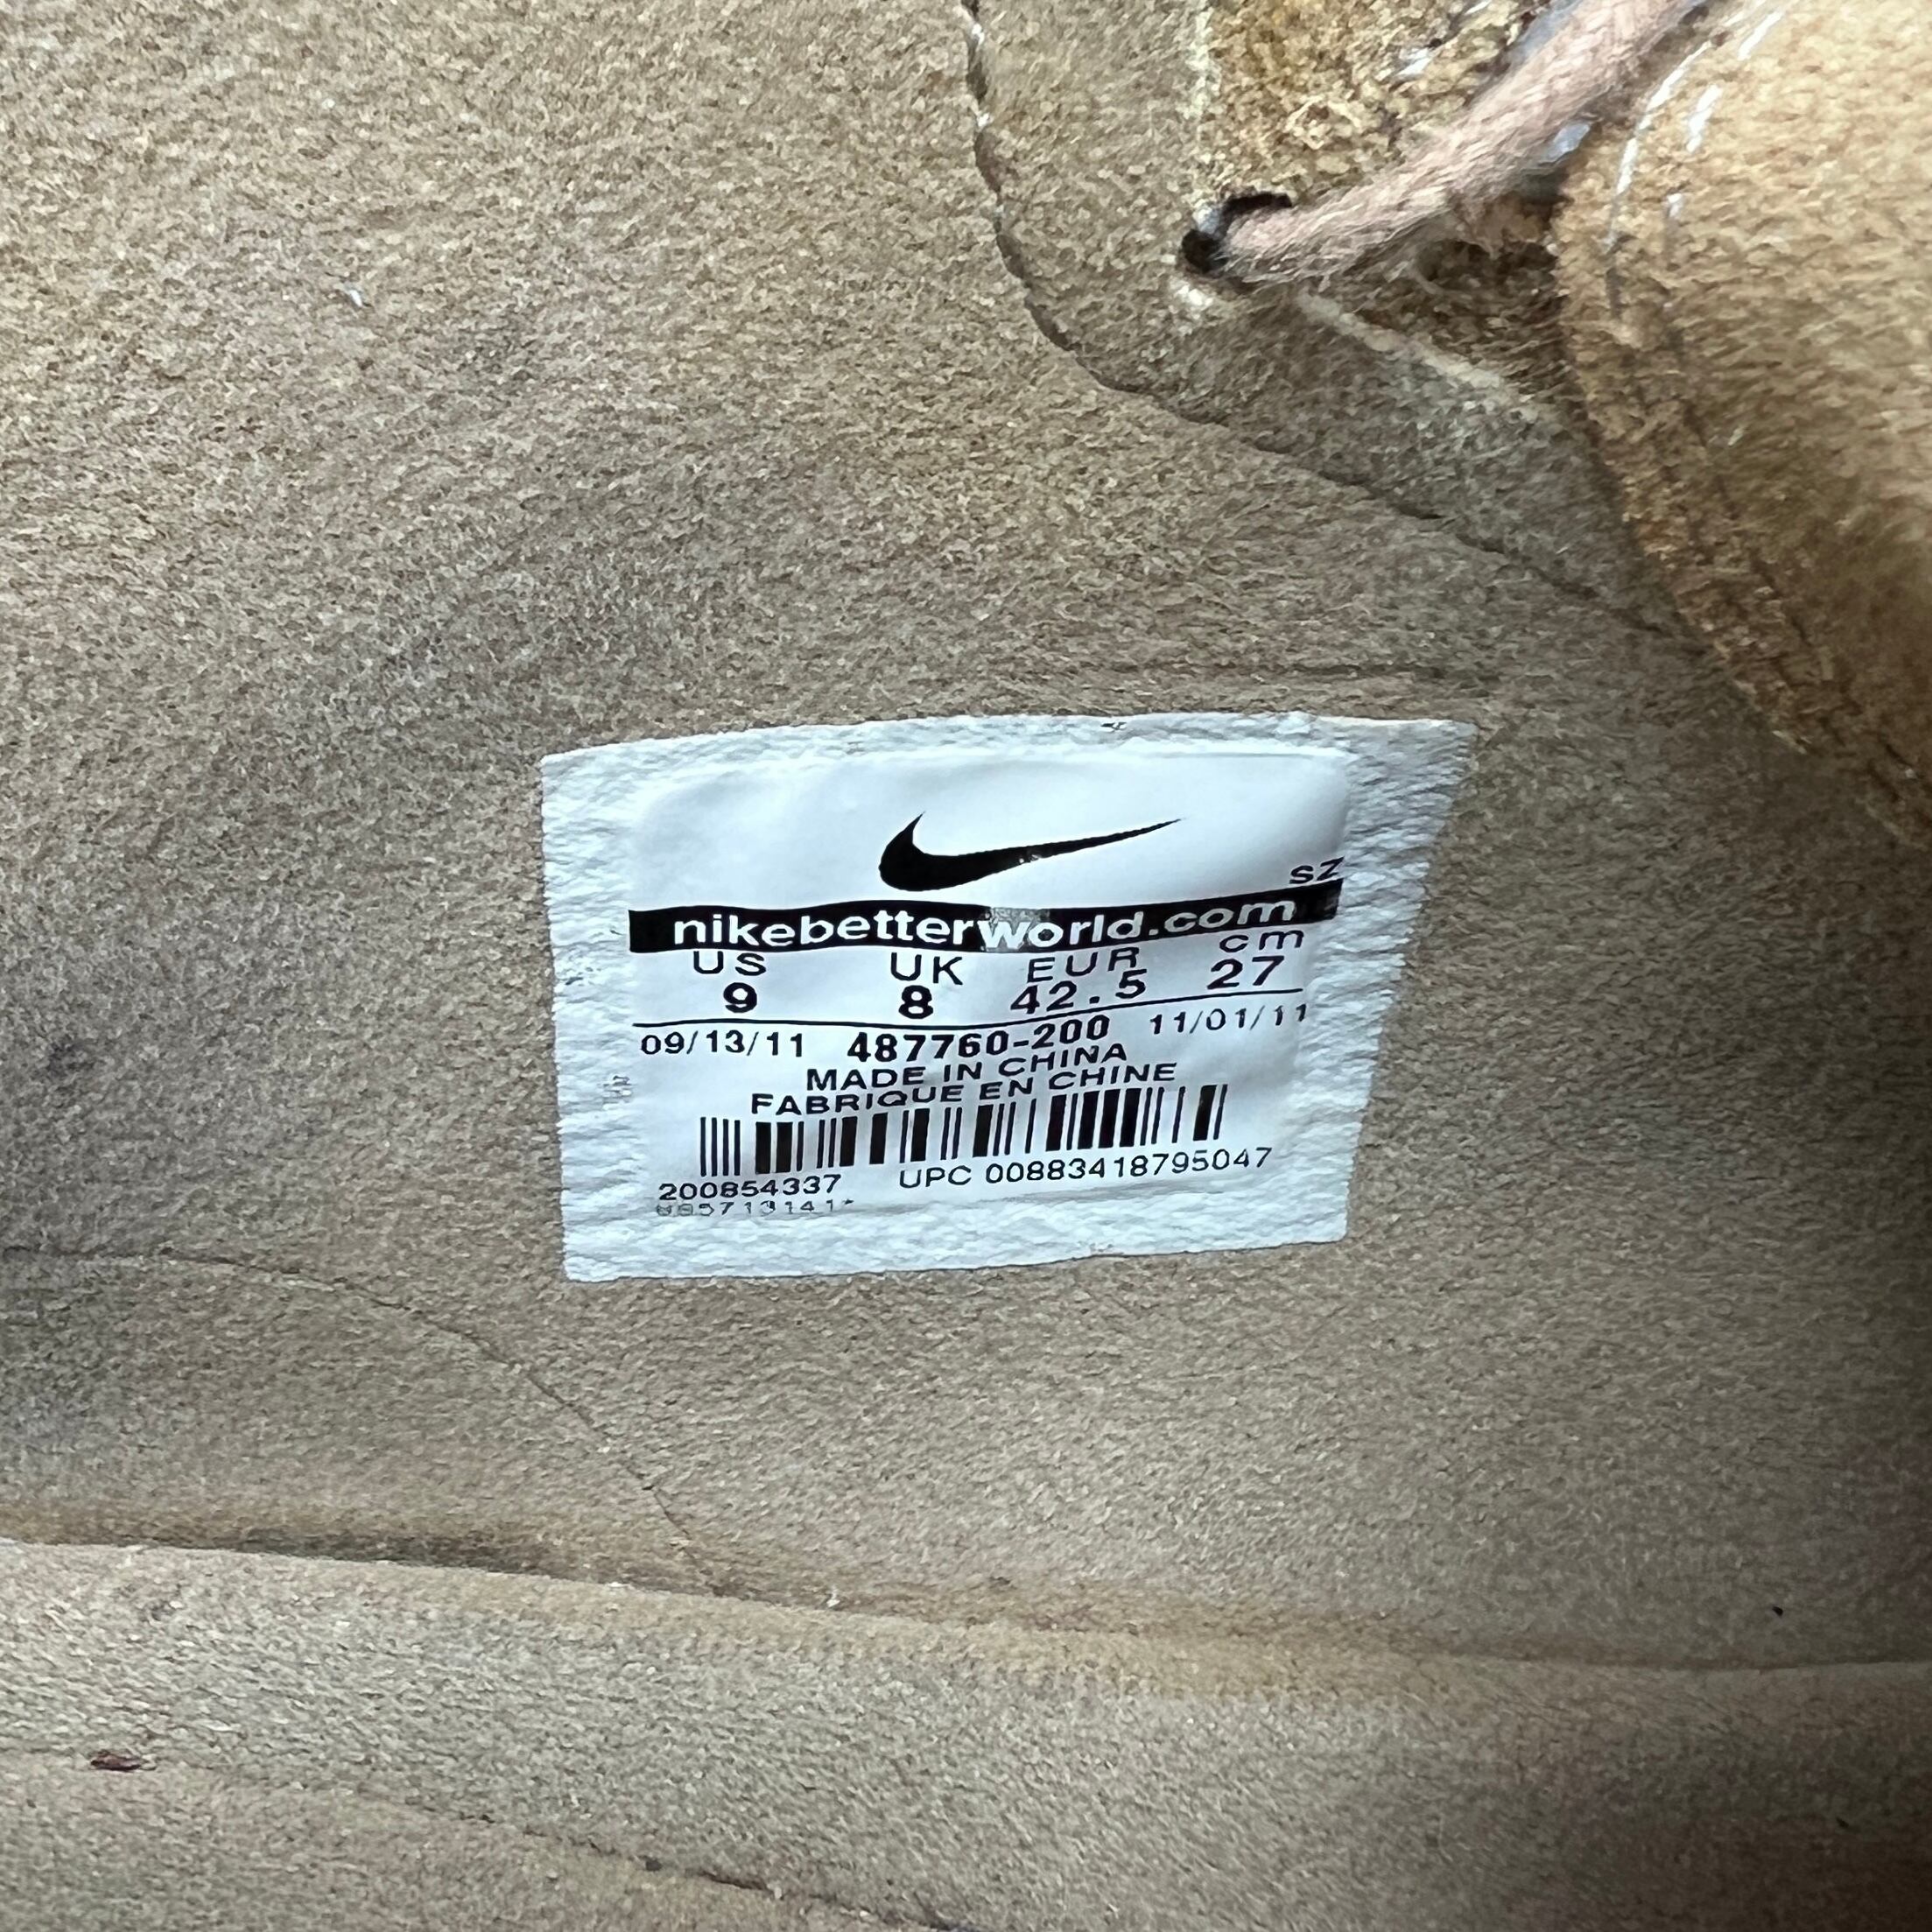 SZ
nikebetterworld.com
US UK EUR cm
9 8 42.5 27
09/13/11 487760-200 11/01/11
MADE IN CHINA
FABRIQUE EN CHINE
200854337 UPC 00883418795047